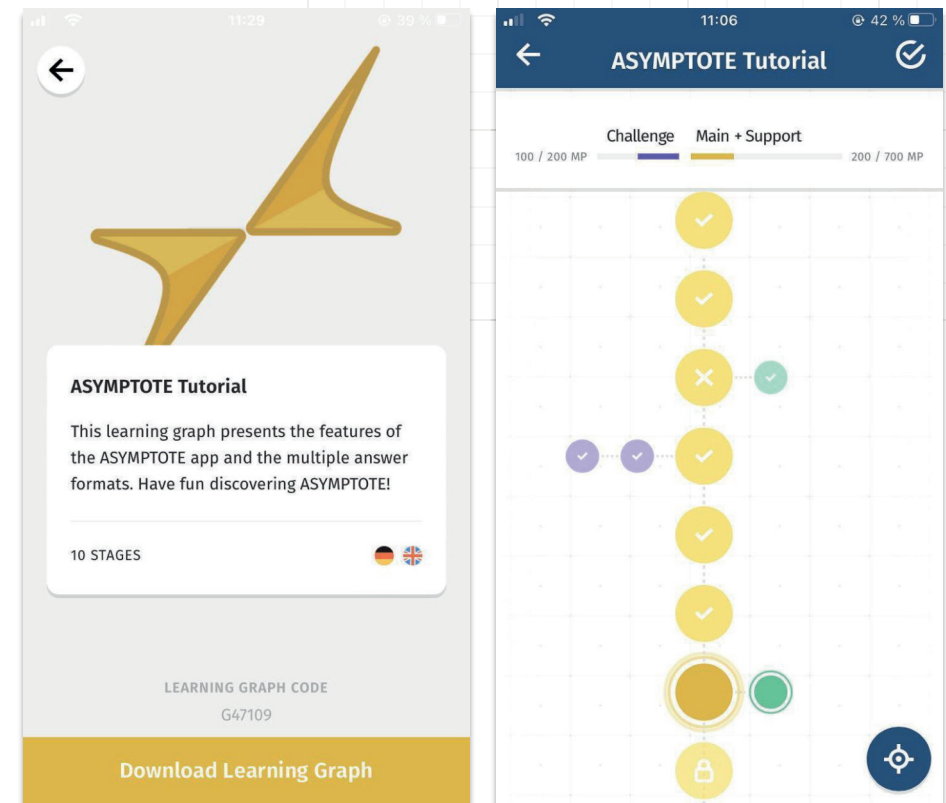 11:29
39 %
ASYMPTOTE Tutorial
This learning graph presents the features of
the ASYMPTOTE app and the multiple answer
formats. Have fun discovering ASYMPTOTE!
10 STAGES
LEARNING GRAPH CODE
G47109
Download Learning Graph
11:06
42 %
ASYMPTOTE Tutorial
Challenge Main + Support
100 / 200 MP 200 / 700 MP